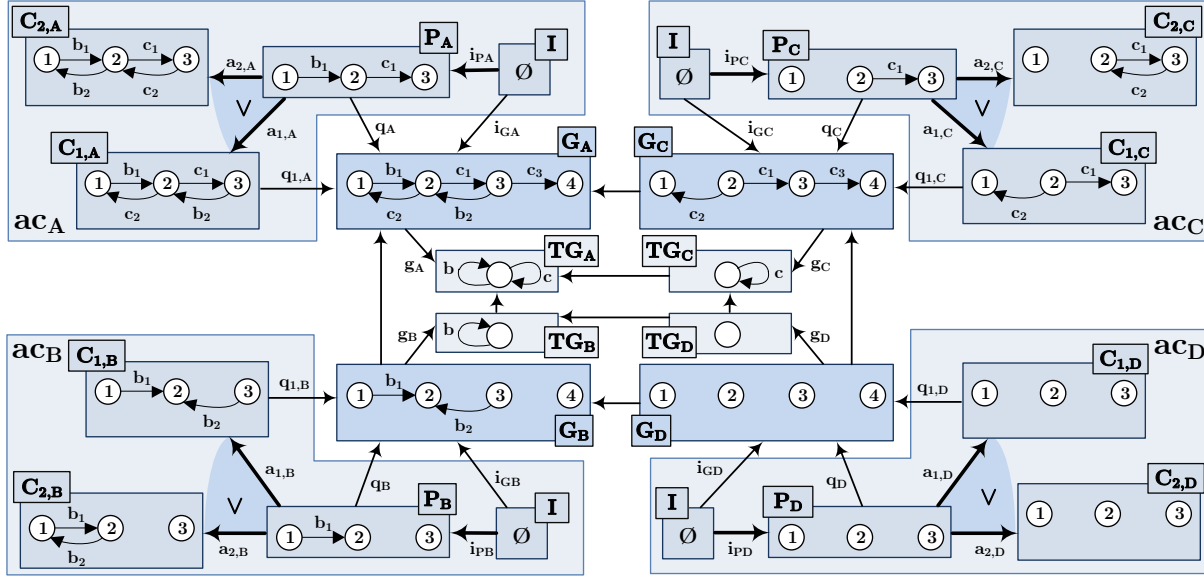 C2,A PA I I PC C2,C
1 b1 2 c1 3 b2 c2 a2,A 1 b1 2 c1 3 iPA Ø Ø iPC 1 2 c1 3 a2,C 1 2 c1 3 c2
∨ a1,A qA iGA iGC qC a1,C ∨
C1,A GA GC C1,C
1 b1 2 c1 3 c2 b2 q1,A 1 b1 2 c1 3 c3 4 c2 b2 1 2 c1 3 c3 4 c2 q1,C 1 2 c1 3 c2
acA acC
gA TGA TGC gC
b c c
b
gB TGB TGD gD
acB acD
C1,B C1,D
1 b1 2 3 b2 q1,B 1 b1 2 3 4 b2 1 2 3 4 q1,D 1 2 3
GB GD
a1,B qB iGB iGD qD a1,D
C2,B ∨ PB I I PD ∨ C2,D
1 b1 2 3 b2 a2,B 1 b1 2 3 iPB Ø Ø iPD 1 2 3 a2,D 1 2 3